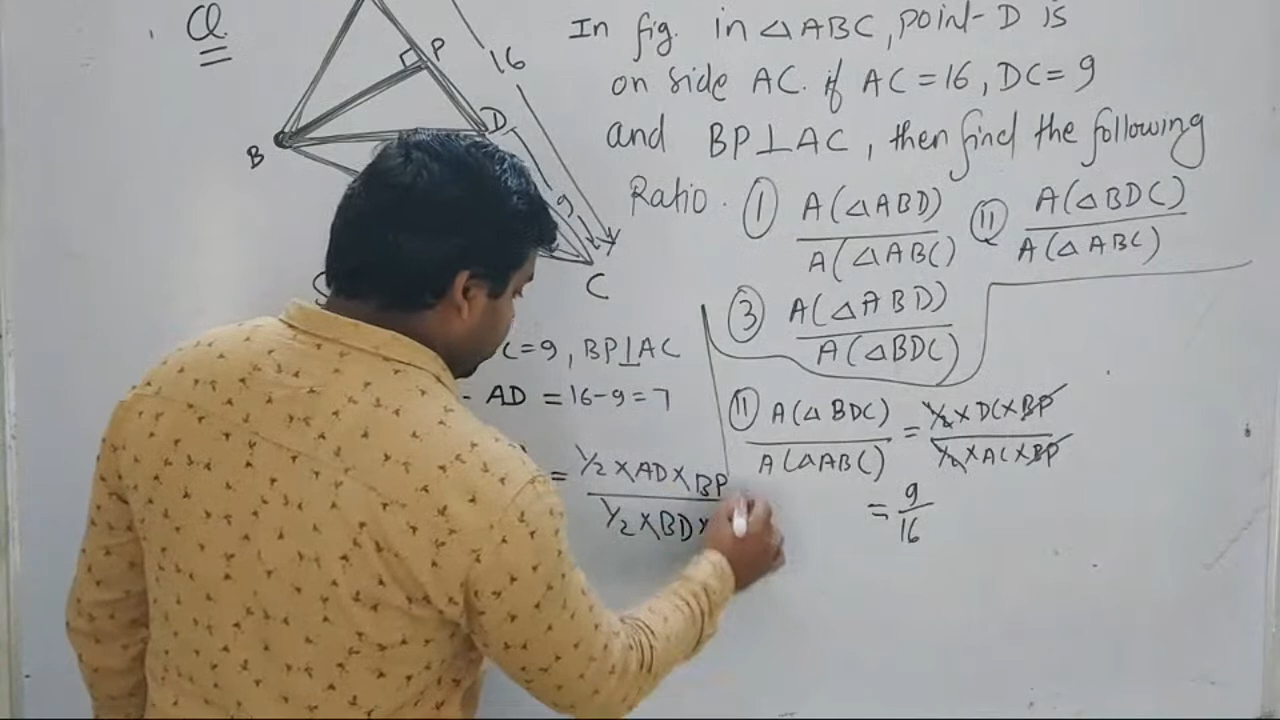 Q
In fig. in △ABC, point-D is
on side AC. if AC=16, DC=9
and BP⊥AC, then find the following
Ratio. ① A(△ABD)/A(△ABC) ⑪ A(△BDC)/A(△ABC)
③ A(△ABD)/A(△BDC)
P
16
D
B
9
C
C=9, BP⊥AC
- AD = 16-9=7
= 1/2 × AD × BP
1/2 × BD ×
⑪ A(△BDC)/A(△ABC) = 1/2 × DC × BP / 1/2 × AC × BP
= 9/16